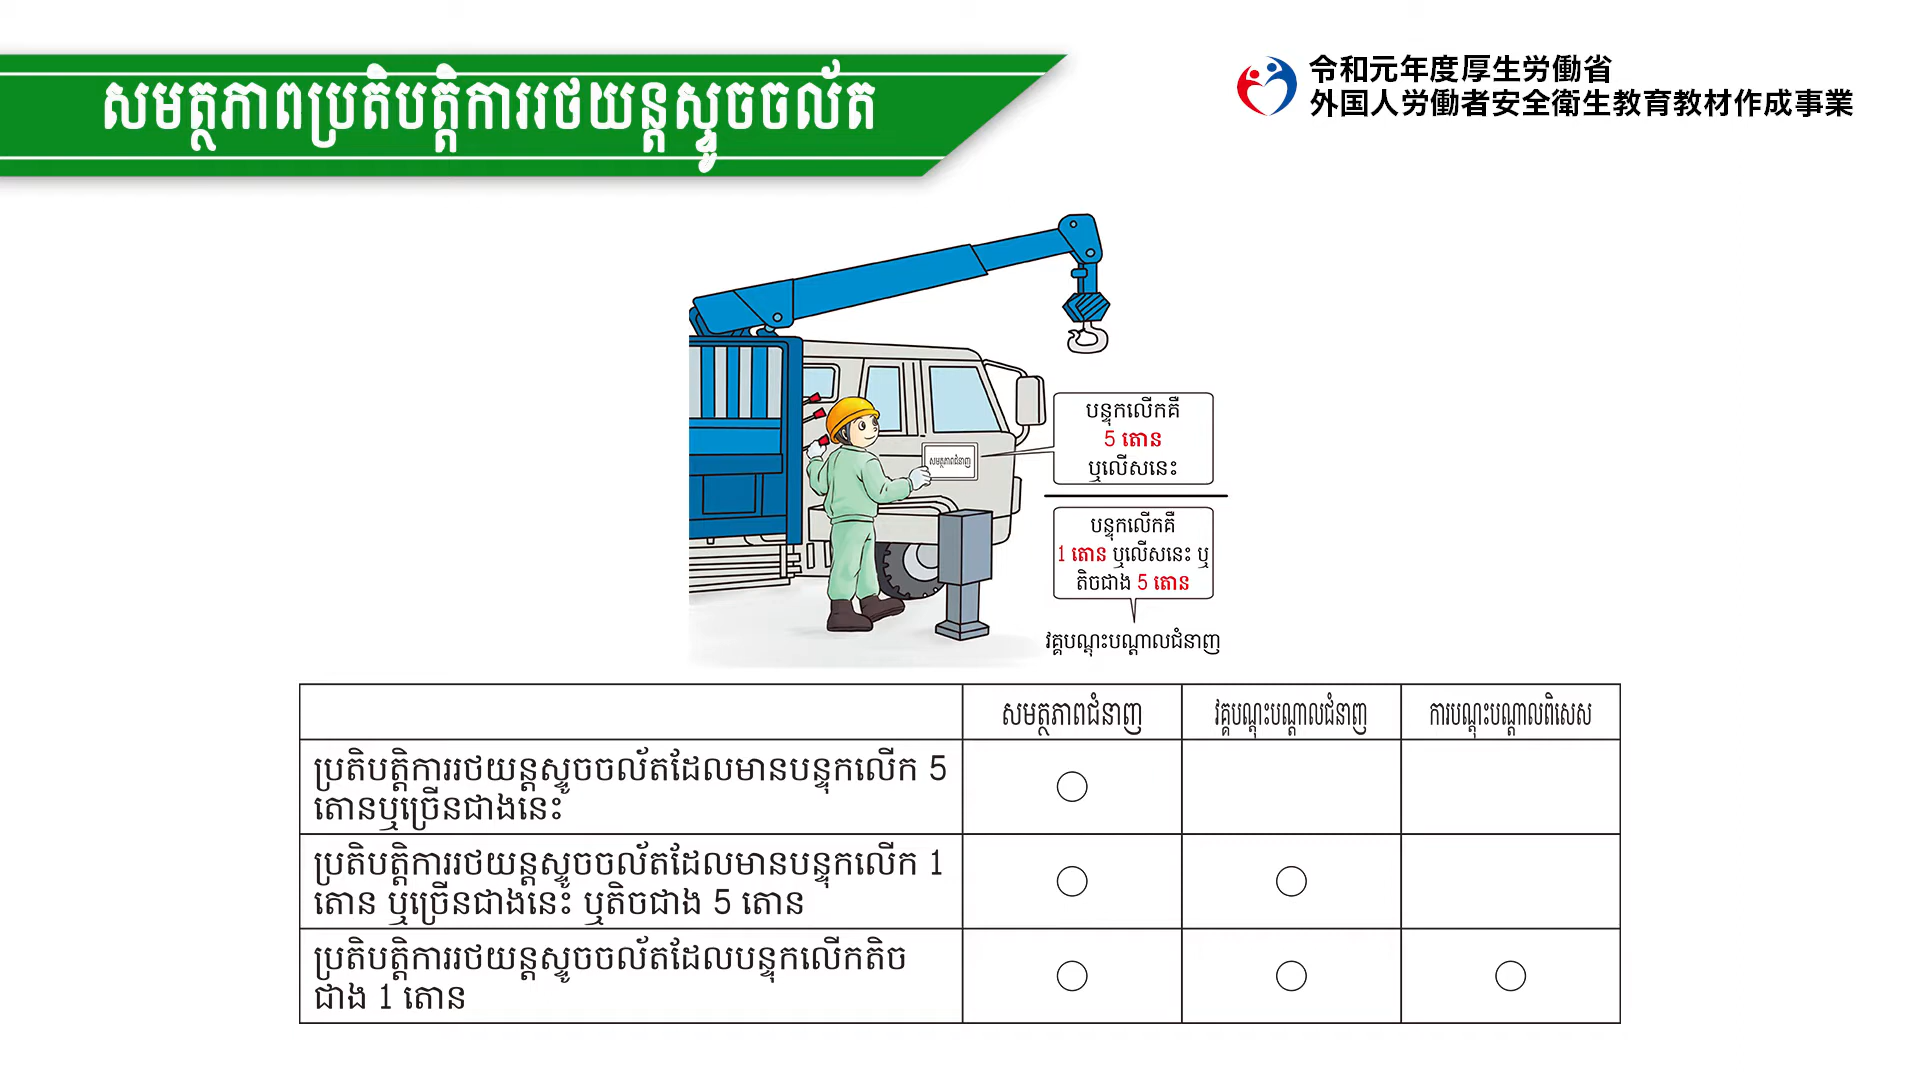 សមត្ថភាពប្រតិបត្តិការរថយន្តស្ទូចចល័ត
令和元年度厚生労働省
外国人労働者安全衛生教育教材作成事業
បន្ទុកលើកគឺ
5 តោន
ឬលើសនេះ
សមត្ថភាពជំនាញ
បន្ទុកលើកគឺ
1 តោន ឬលើសនេះ ឬ
តិចជាង 5 តោន
វគ្គបណ្តុះបណ្តាលជំនាញ
សមត្ថភាពជំនាញ
វគ្គបណ្តុះបណ្តាលជំនាញ
ការបណ្តុះបណ្តាលពិសេស
ប្រតិបត្តិការរថយន្តស្ទូចចល័តដែលមានបន្ទុកលើក 5
តោនឬច្រើនជាងនេះ
ប្រតិបត្តិការរថយន្តស្ទូចចល័តដែលមានបន្ទុកលើក 1
តោន ឬច្រើនជាងនេះ ឬតិចជាង 5 តោន
ប្រតិបត្តិការរថយន្តស្ទូចចល័តដែលបន្ទុកលើកតិច
ជាង 1 តោន